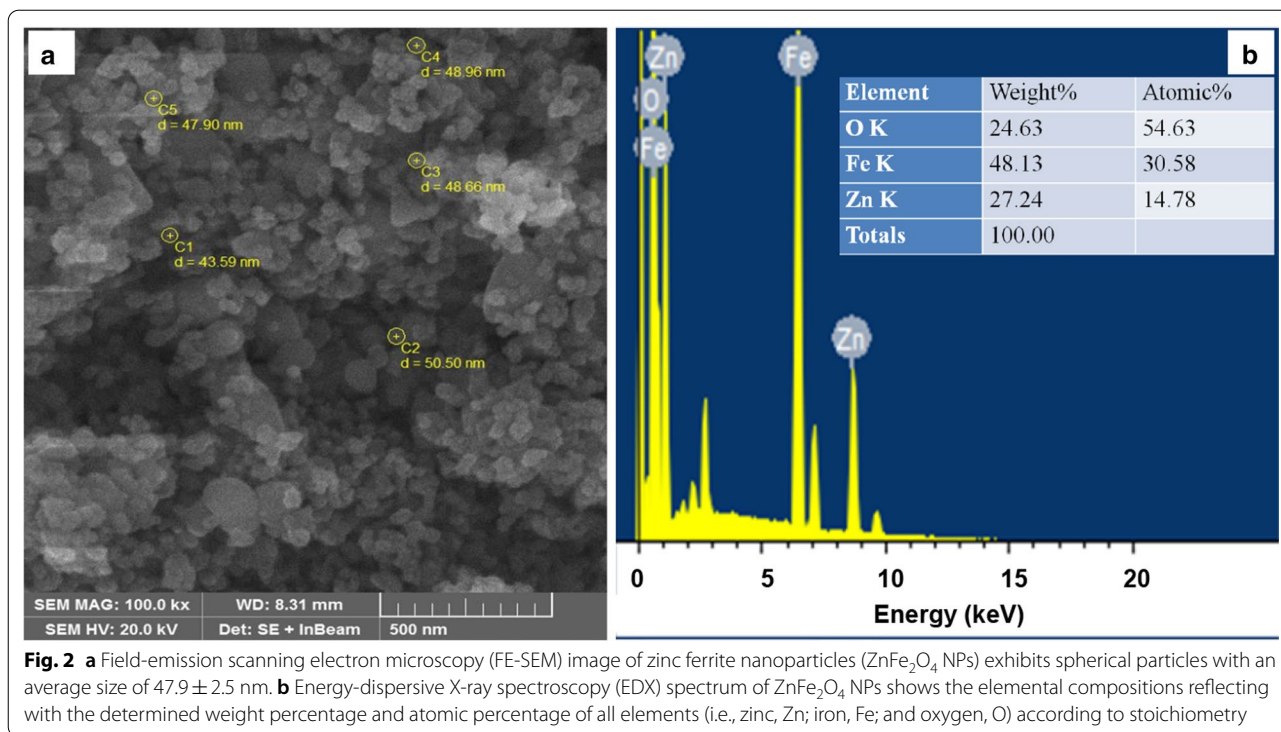 a
C4
d = 48.96 nm
C5
d = 47.90 nm
C3
d = 48.66 nm
C1
d = 43.59 nm
C2
d = 50.50 nm
SEM MAG: 100.0 kx WD: 8.31 mm
SEM HV: 20.0 kV Det: SE + InBeam 500 nm
b
Zn
O
Fe
Fe
Zn
Element Weight% Atomic%
O K 24.63 54.63
Fe K 48.13 30.58
Zn K 27.24 14.78
Totals 100.00
0 5 10 15 20
Energy (keV)
Fig. 2 a Field-emission scanning electron microscopy (FE-SEM) image of zinc ferrite nanoparticles (ZnFe₂O₄ NPs) exhibits spherical particles with an
average size of 47.9 ± 2.5 nm. b Energy-dispersive X-ray spectroscopy (EDX) spectrum of ZnFe₂O₄ NPs shows the elemental compositions reflecting
with the determined weight percentage and atomic percentage of all elements (i.e., zinc, Zn; iron, Fe; and oxygen, O) according to stoichiometry